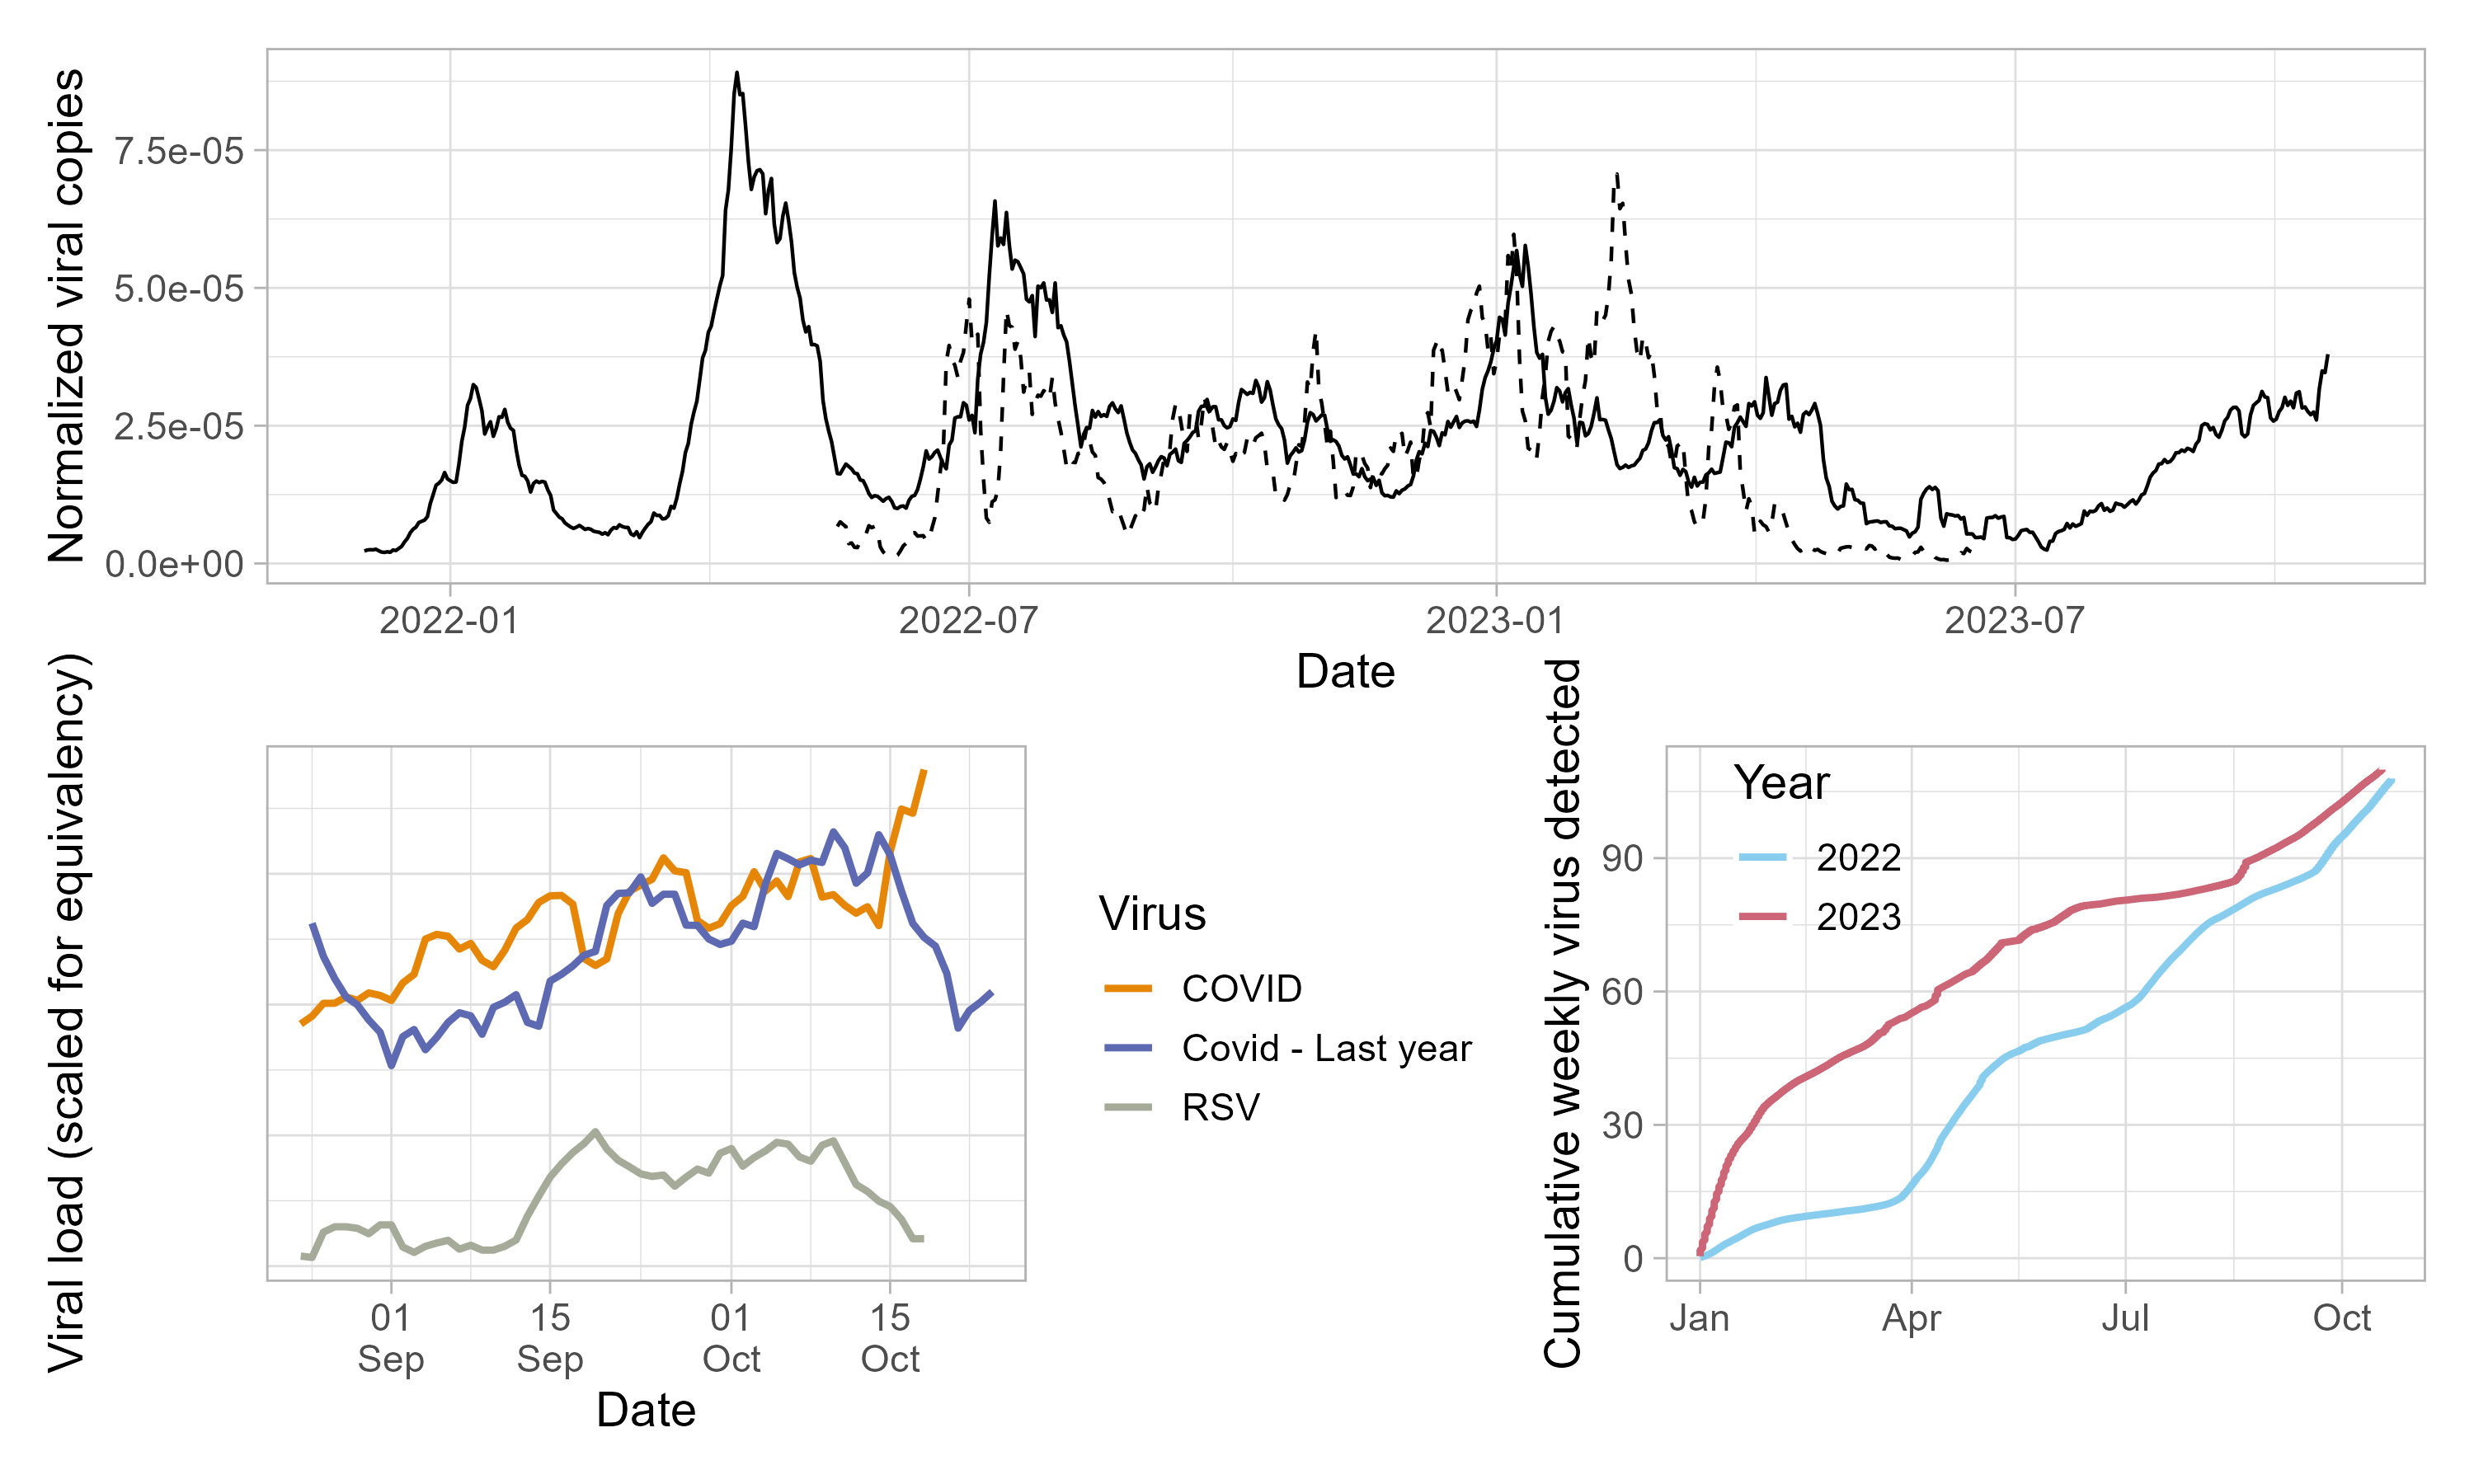 Normalized viral copies
7.5e-05
5.0e-05
2.5e-05
0.0e+00
2022-01
2022-07
2023-01
2023-07
Date
Viral load (scaled for equivalency)
01
Sep
15
Sep
01
Oct
15
Oct
Date
Virus
COVID
Covid - Last year
RSV
Cumulative weekly virus detected
90
60
30
0
Year
2022
2023
Jan
Apr
Jul
Oct